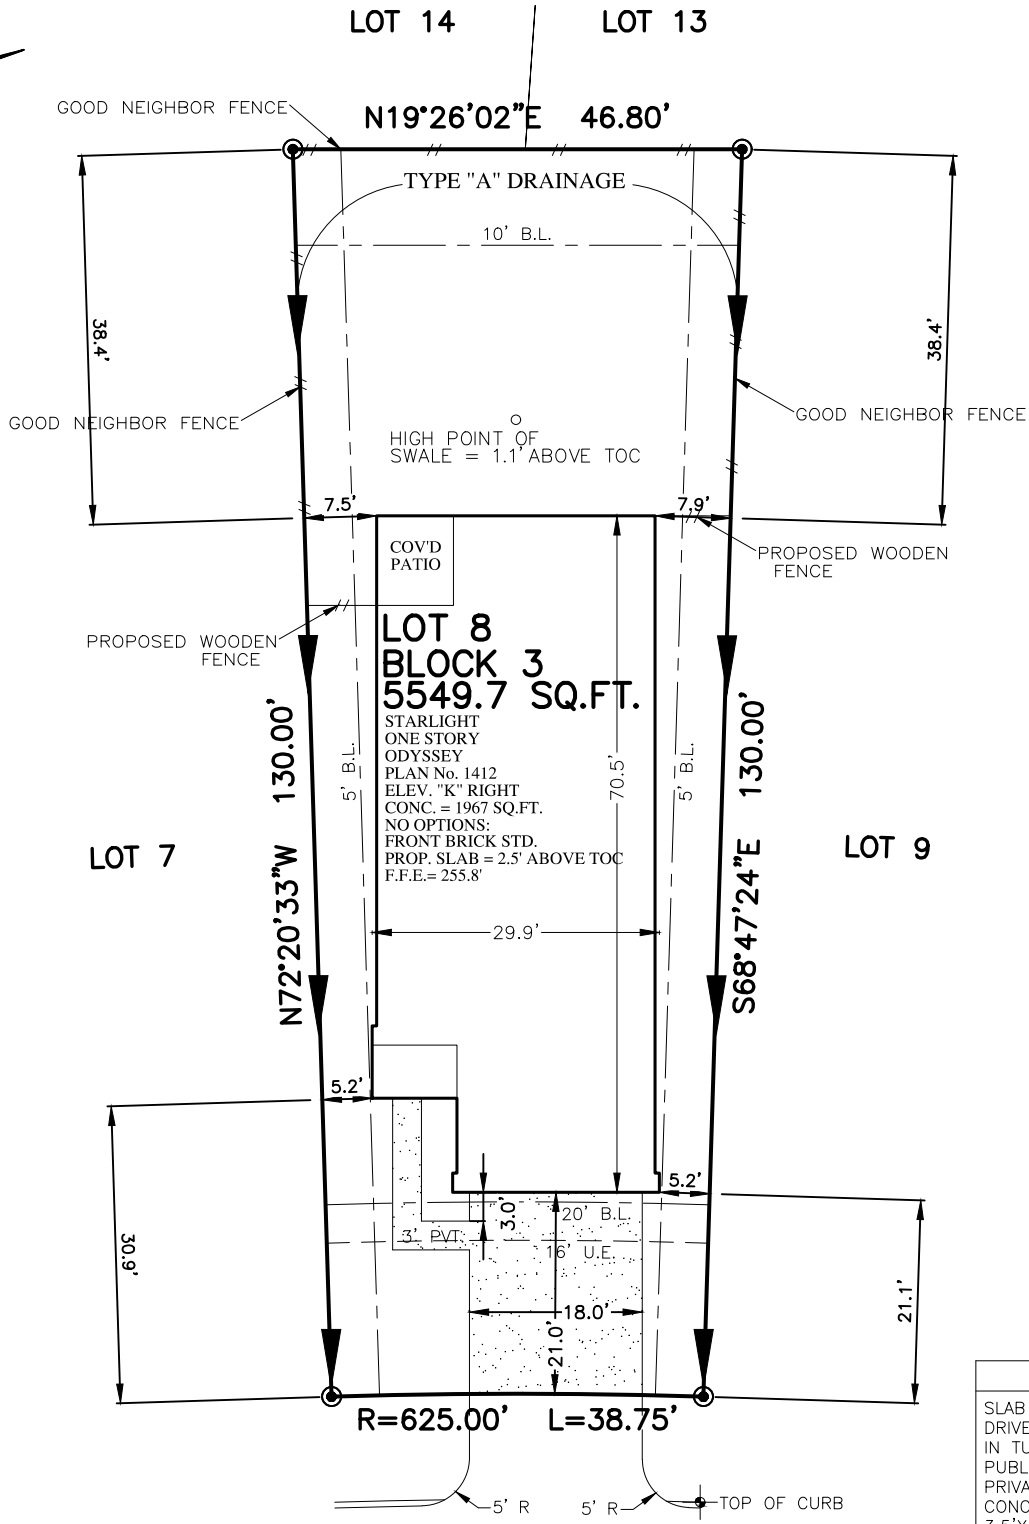 LOT 14
LOT 13
GOOD NEIGHBOR FENCE
N19°26'02"E 46.80'
TYPE "A" DRAINAGE
10' B.L.
38.4'
38.4'
GOOD NEIGHBOR FENCE
GOOD NEIGHBOR FENCE
HIGH POINT OF
SWALE = 1.1' ABOVE TOC
7.5'
7.9'
COV'D
PATIO
PROPOSED WOODEN
FENCE
PROPOSED WOODEN
FENCE
LOT 8
BLOCK 3
5549.7 SQ.FT.
STARLIGHT
ONE STORY
ODYSSEY
PLAN No. 1412
ELEV. "K" RIGHT
CONC. = 1967 SQ.FT.
NO OPTIONS:
FRONT BRICK STD.
PROP. SLAB = 2.5' ABOVE TOC
F.F.E.= 255.8'
N72°20'33"W 130.00'
5' B.L.
70.5'
5' B.L.
S68°47'24"E 130.00'
LOT 7
LOT 9
29.9'
5.2'
5.2'
3.0'
20' B.L.
3' PVT.
16' U.E.
30.9'
21.1'
18.0'
21.0'
R=625.00' L=38.75'
5' R
5' R
TOP OF CURB
SLAB
DRIVE
IN TU
PUBL
PRIVA
CONC